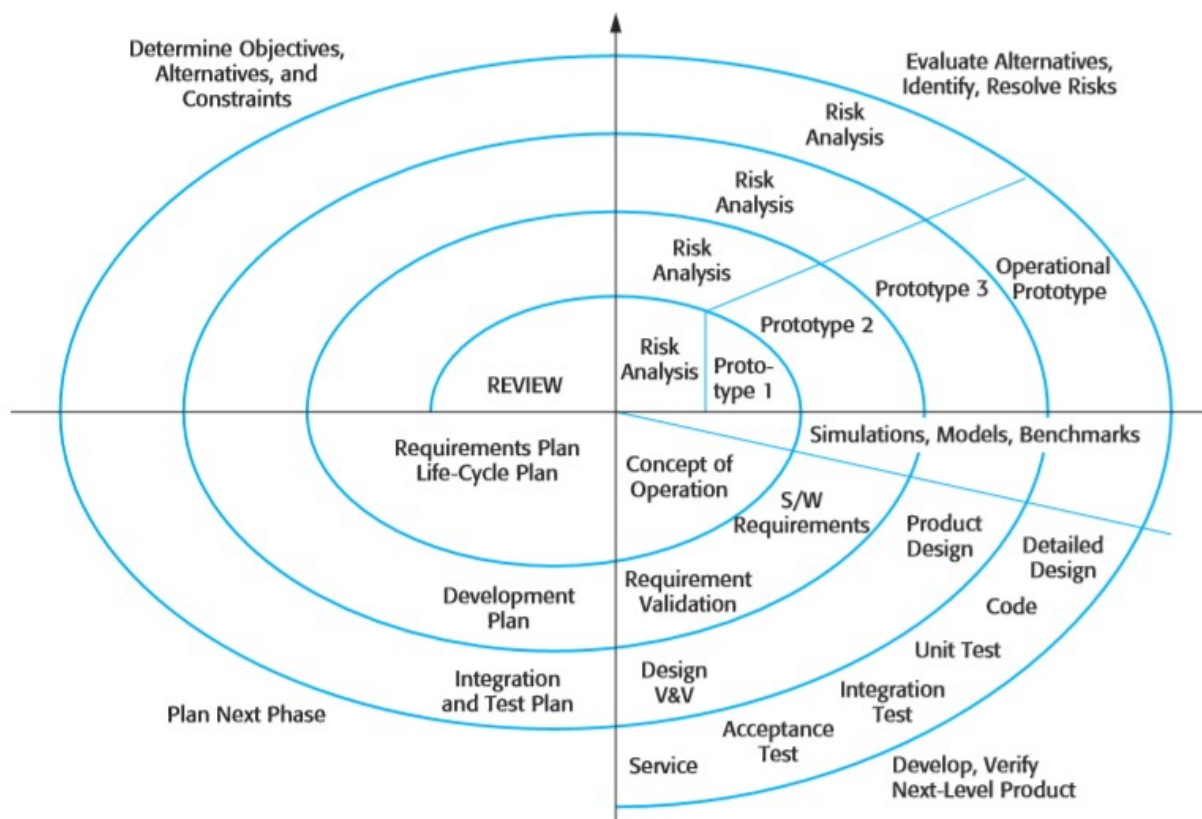 Determine Objectives,
Alternatives, and
Constraints
Evaluate Alternatives,
Identify, Resolve Risks
Risk
Analysis
Risk
Analysis
Risk
Analysis
Risk
Analysis
Operational
Prototype
Prototype 3
Prototype 2
Proto-
type 1
REVIEW
Simulations, Models, Benchmarks
Requirements Plan
Life-Cycle Plan
Concept of
Operation
S/W
Requirements
Product
Design
Detailed
Design
Development
Plan
Requirement
Validation
Code
Unit Test
Integration
and Test Plan
Design
V&V
Integration
Test
Acceptance
Test
Plan Next Phase
Service
Develop, Verify
Next-Level Product